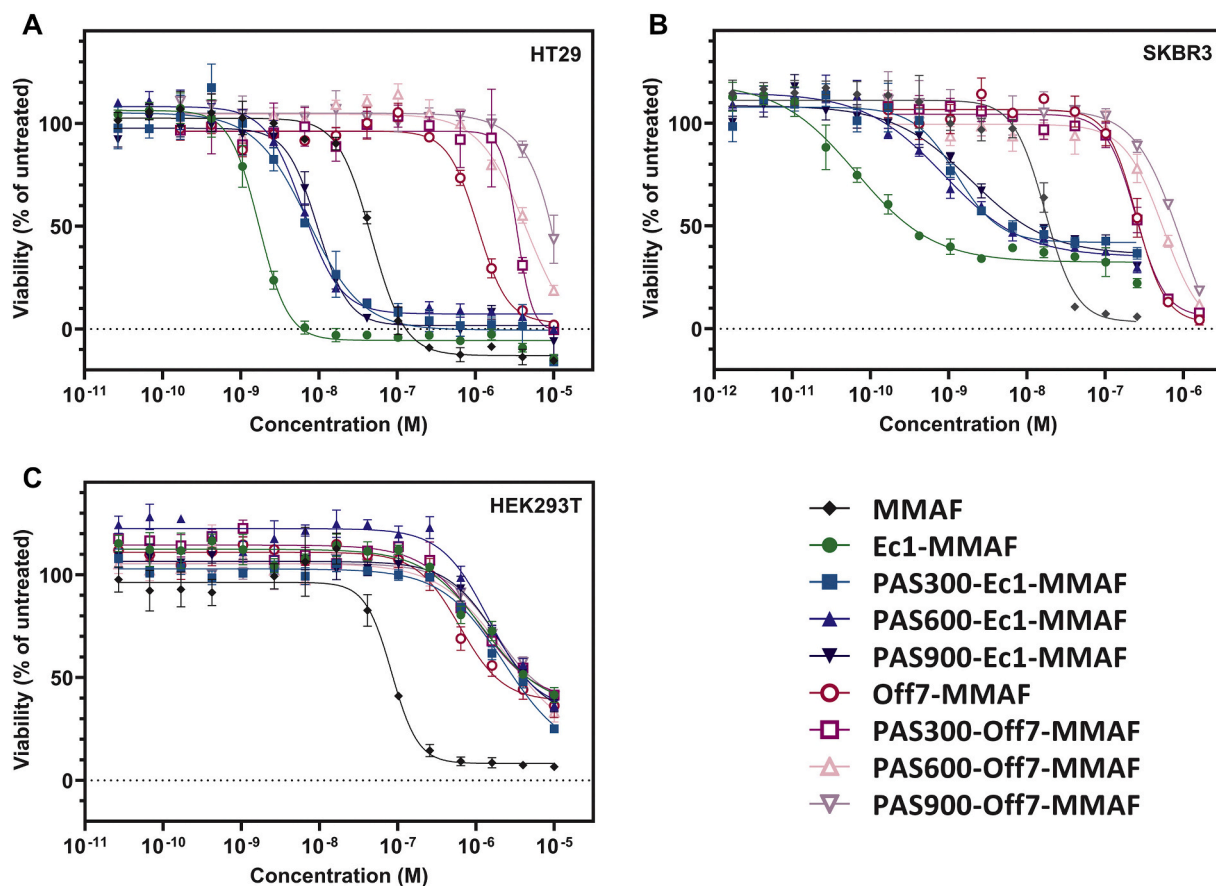 A
HT29
Viability (% of untreated)
100
50
0
10-11 10-10 10-9 10-8 10-7 10-6 10-5
Concentration (M)
B
SKBR3
Viability (% of untreated)
100
50
0
10-12 10-11 10-10 10-9 10-8 10-7 10-6
Concentration (M)
C
HEK293T
Viability (% of untreated)
100
50
0
10-11 10-10 10-9 10-8 10-7 10-6 10-5
Concentration (M)
MMAF
Ec1-MMAF
PAS300-Ec1-MMAF
PAS600-Ec1-MMAF
PAS900-Ec1-MMAF
Off7-MMAF
PAS300-Off7-MMAF
PAS600-Off7-MMAF
PAS900-Off7-MMAF